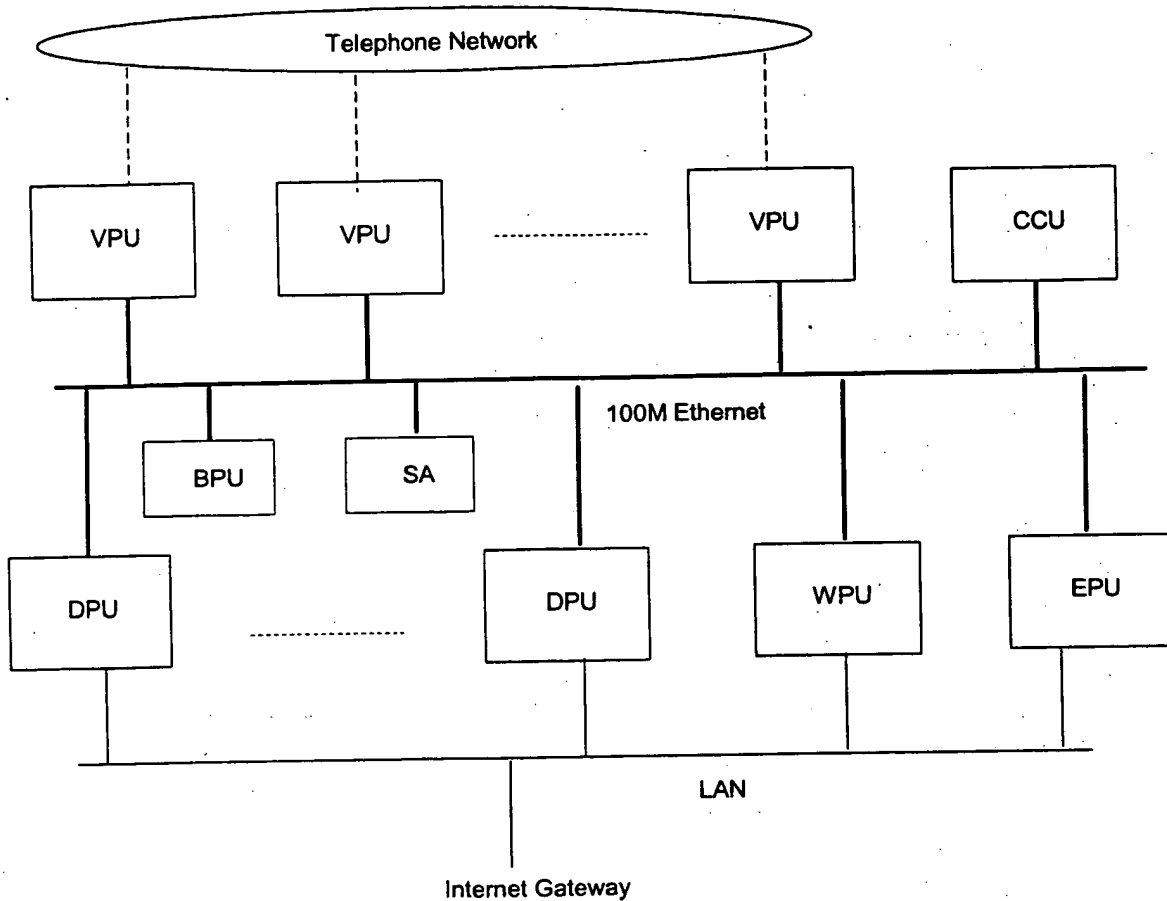 Telephone Network
VPU
VPU
VPU
CCU
100M Ethernet
BPU
SA
DPU
DPU
WPU
EPU
LAN
Internet Gateway